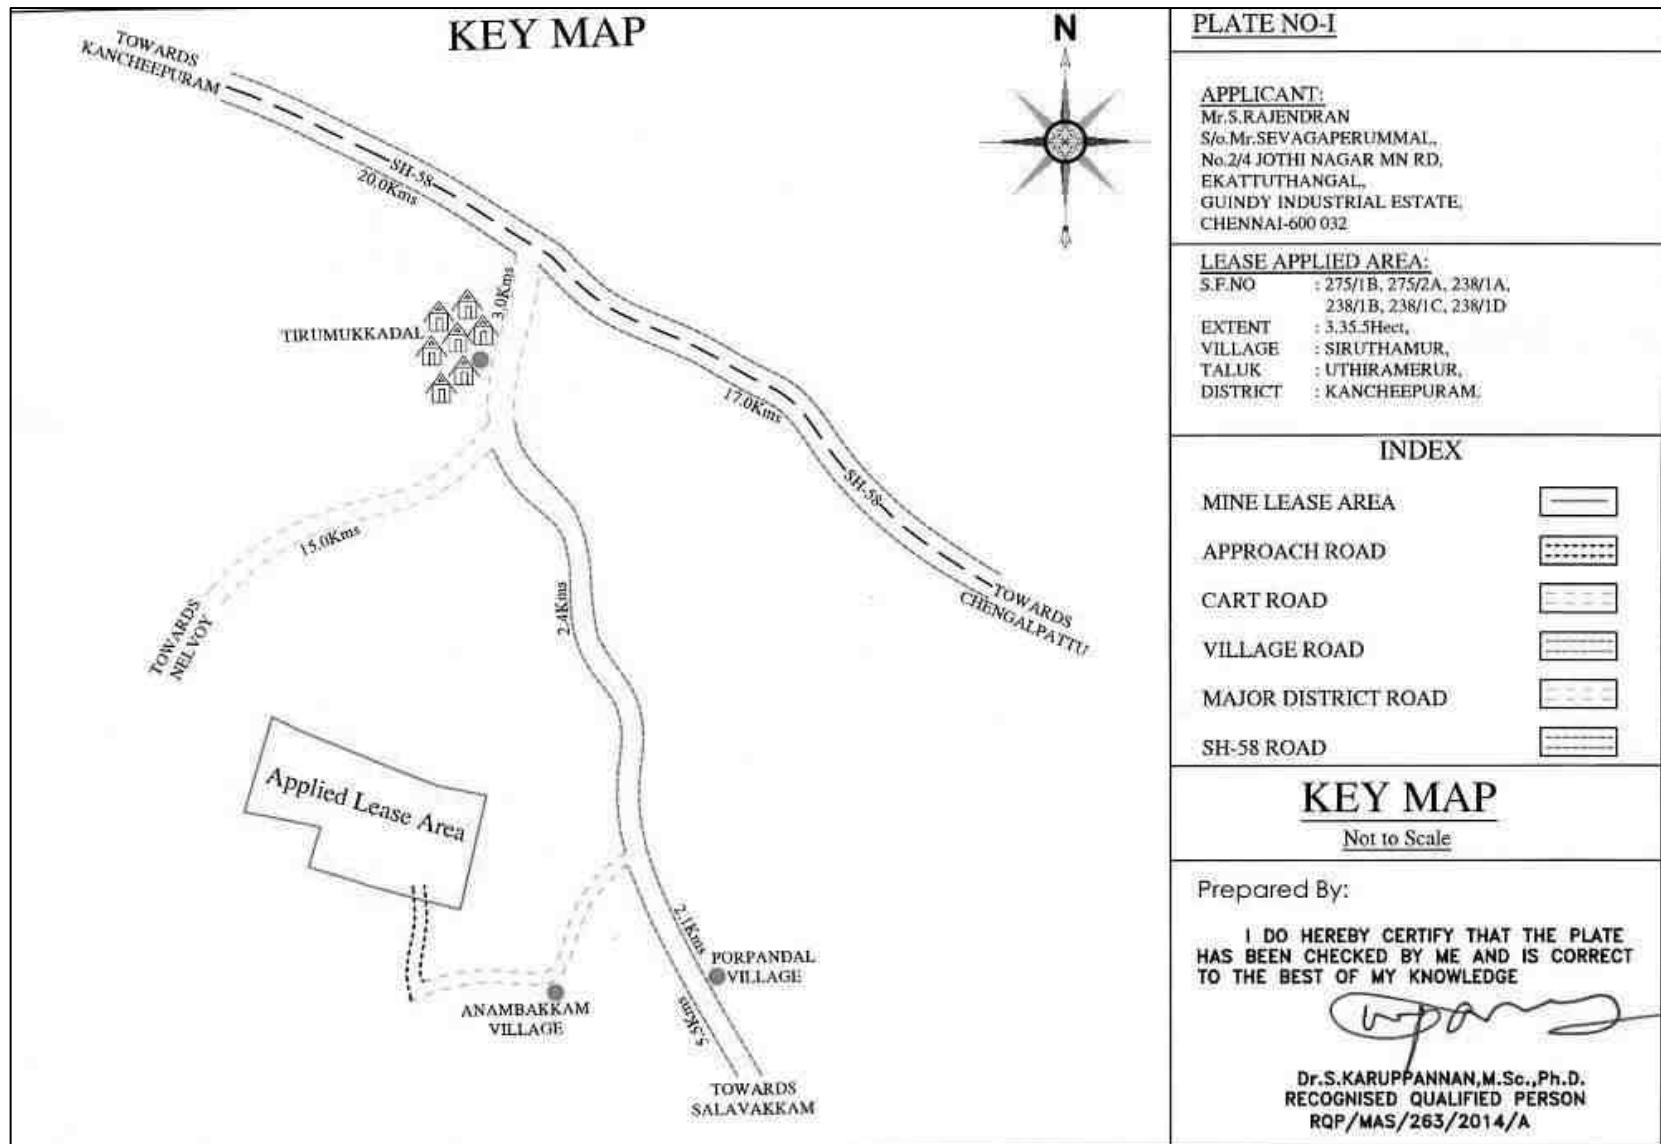 KEY MAP
N
TOWARDS
KANCHEEPURAM
SH-58
20.0Kms
3.0Kms
TIRUMUKKADAL
17.0Kms
SH-58
15.0Kms
TOWARDS
CHENGALPATTU
2.4Kms
TOWARDS
NELVOY
Applied Lease Area
2.1Kms
PORPANDAL
VILLAGE
ANAMBAKKAM
VILLAGE
5.5Kms
TOWARDS
SALAVAKKAM
PLATE NO-I
APPLICANT:
Mr.S.RAJENDRAN
S/o.Mr.SEVAGAPERUMMAL,
No.2/4 JOTHI NAGAR MN RD,
EKATTUTHANGAL,
GUINDY INDUSTRIAL ESTATE,
CHENNAI-600 032
LEASE APPLIED AREA:
S.F.NO : 275/1B, 275/2A, 238/1A,
238/1B, 238/1C, 238/1D
EXTENT : 3.35.5Hect,
VILLAGE : SIRUTHAMUR,
TALUK : UTHIRAMERUR,
DISTRICT : KANCHEEPURAM.
INDEX
MINE LEASE AREA
APPROACH ROAD
CART ROAD
VILLAGE ROAD
MAJOR DISTRICT ROAD
SH-58 ROAD
KEY MAP
Not to Scale
Prepared By:
I DO HEREBY CERTIFY THAT THE PLATE
HAS BEEN CHECKED BY ME AND IS CORRECT
TO THE BEST OF MY KNOWLEDGE
Dr.S.KARUPPANNAN,M.Sc.,Ph.D.
RECOGNISED QUALIFIED PERSON
RQP/MAS/263/2014/A